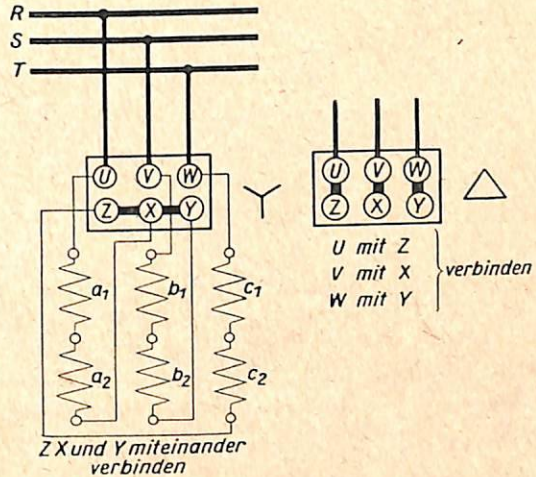 R
S
T
U V W
Z X Y
a1 b1 c1
a2 b2 c2
Z X und Y miteinander
verbinden
U V W
Z X Y
U mit Z
V mit X
W mit Y
verbinden